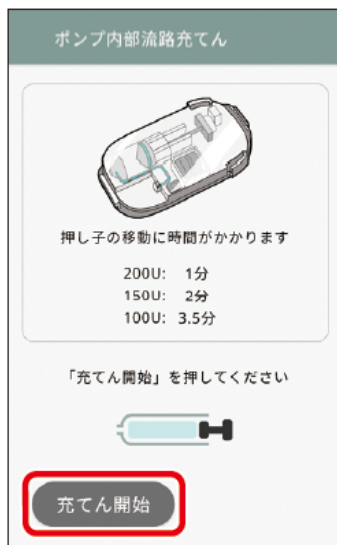 ポンプ内部流路充てん
押し子の移動に時間がかかります
200U: 1分
150U: 2分
100U: 3.5分
「充てん開始」を押してください
充てん開始